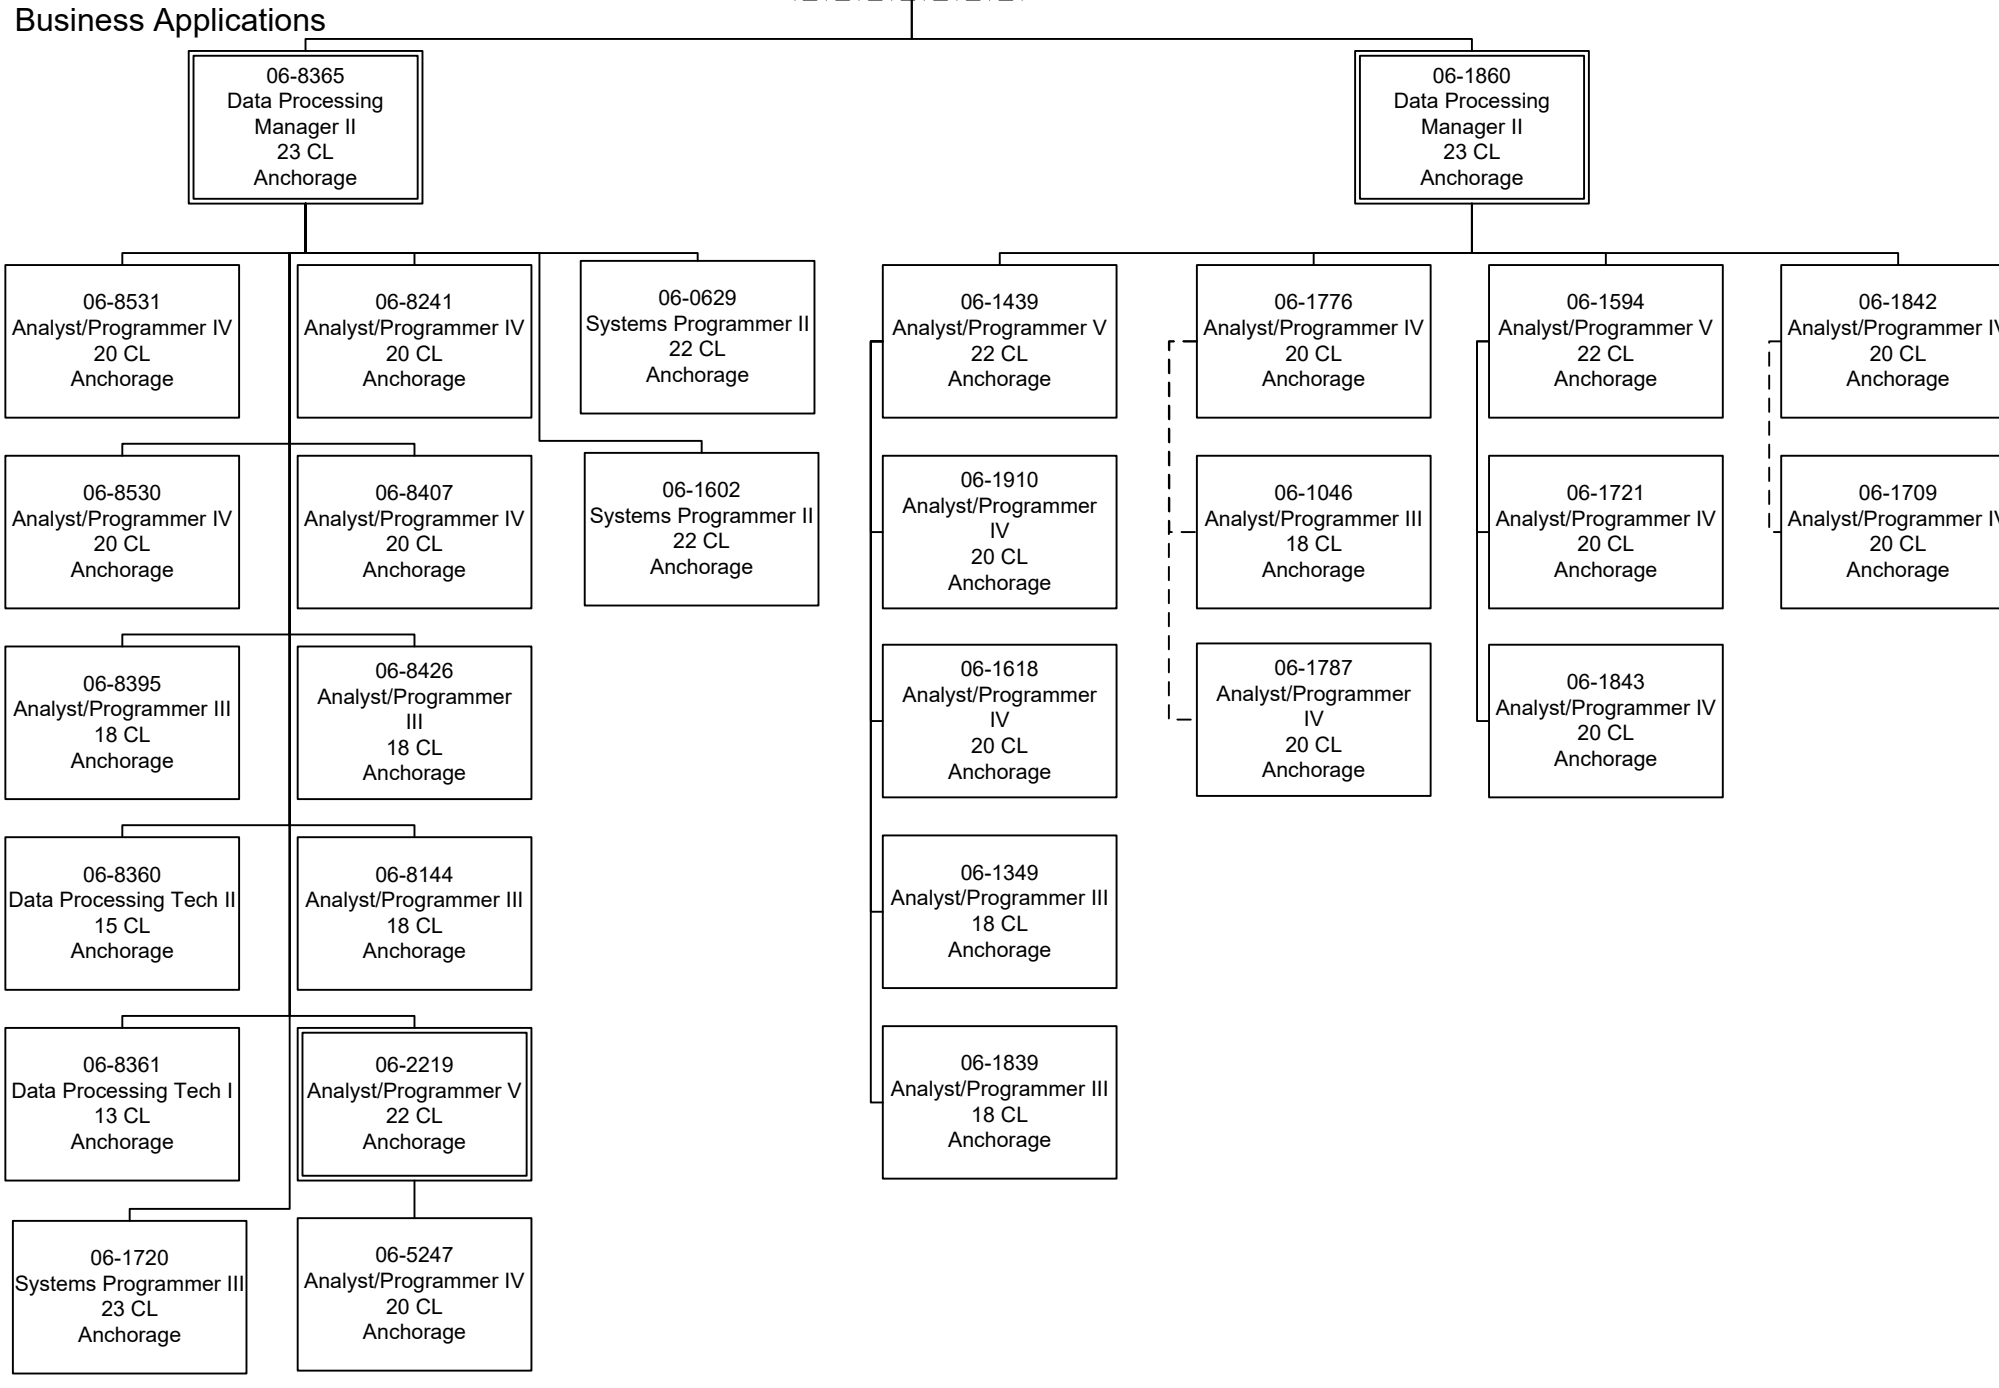 Business Applications
06-8365
Data Processing
Manager II
23 CL
Anchorage
06-1860
Data Processing
Manager II
23 CL
Anchorage
06-8531
Analyst/Programmer IV
20 CL
Anchorage
06-8241
Analyst/Programmer IV
20 CL
Anchorage
06-0629
Systems Programmer II
22 CL
Anchorage
06-1439
Analyst/Programmer V
22 CL
Anchorage
06-1776
Analyst/Programmer IV
20 CL
Anchorage
06-1594
Analyst/Programmer V
22 CL
Anchorage
06-1842
Analyst/Programmer IV
20 CL
Anchorage
06-8530
Analyst/Programmer IV
20 CL
Anchorage
06-8407
Analyst/Programmer IV
20 CL
Anchorage
06-1602
Systems Programmer II
22 CL
Anchorage
06-1910
Analyst/Programmer
IV
20 CL
Anchorage
06-1046
Analyst/Programmer III
18 CL
Anchorage
06-1721
Analyst/Programmer IV
20 CL
Anchorage
06-1709
Analyst/Programmer IV
20 CL
Anchorage
06-8395
Analyst/Programmer III
18 CL
Anchorage
06-8426
Analyst/Programmer
III
18 CL
Anchorage
06-1618
Analyst/Programmer
IV
20 CL
Anchorage
06-1787
Analyst/Programmer
IV
20 CL
Anchorage
06-1843
Analyst/Programmer IV
20 CL
Anchorage
06-8360
Data Processing Tech II
15 CL
Anchorage
06-8144
Analyst/Programmer III
18 CL
Anchorage
06-1349
Analyst/Programmer III
18 CL
Anchorage
06-8361
Data Processing Tech I
13 CL
Anchorage
06-2219
Analyst/Programmer V
22 CL
Anchorage
06-1839
Analyst/Programmer III
18 CL
Anchorage
06-1720
Systems Programmer III
23 CL
Anchorage
06-5247
Analyst/Programmer IV
20 CL
Anchorage